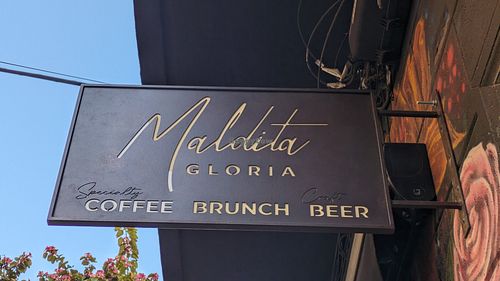 Maldita
GLORIA
Specialty Craft
COFFEE BRUNCH BEER